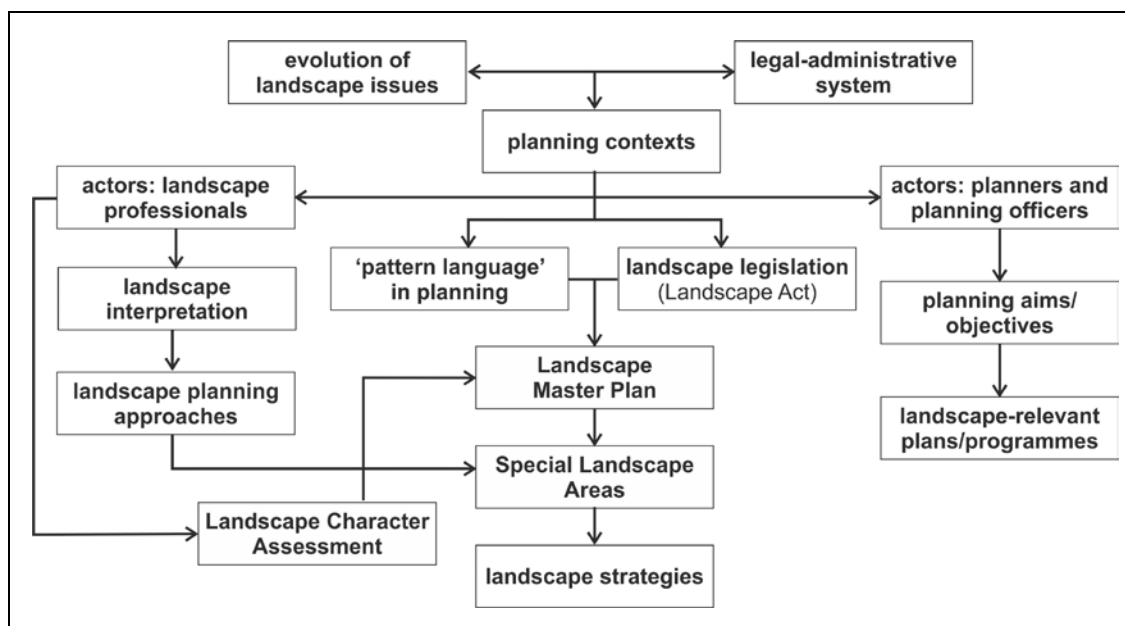 evolution of
landscape issues
legal-administrative
system
planning contexts
actors: landscape
professionals
actors: planners and
planning officers
‘pattern language’
in planning
landscape legislation
(Landscape Act)
landscape
interpretation
planning aims/
objectives
landscape planning
approaches
Landscape
Master Plan
landscape-relevant
plans/programmes
Special Landscape
Areas
Landscape Character
Assessment
landscape strategies